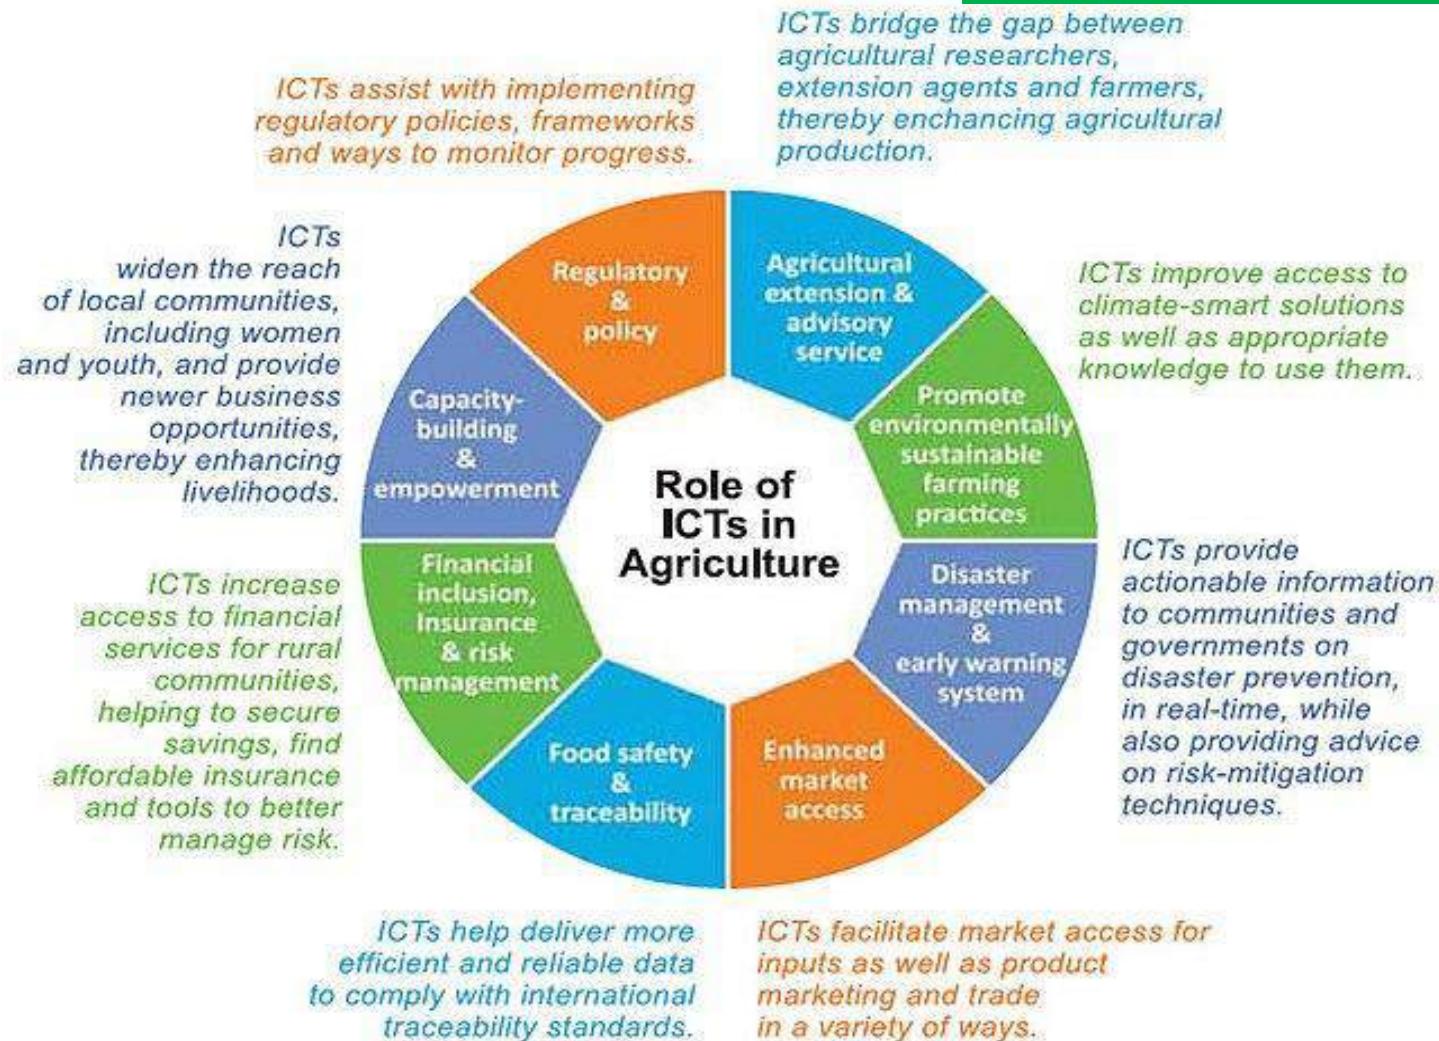 ICTs bridge the gap between
agricultural researchers,
extension agents and farmers,
thereby enchancing agricultural
production.
ICTs assist with implementing
regulatory policies, frameworks
and ways to monitor progress.
ICTs
widen the reach
of local communities,
including women
and youth, and provide
newer business
opportunities,
thereby enhancing
livelihoods.
Regulatory
&
policy
Agricultural
extension &
advisory
service
ICTs improve access to
climate-smart solutions
as well as appropriate
knowledge to use them.
Capacity-
building
&
empowerment
Promote
environmentally
sustainable
farming
practices
Role of
ICTs in
Agriculture
Financial
inclusion,
insurance
& risk
management
Disaster
management
&
early warning
system
ICTs provide
actionable information
to communities and
governments on
disaster prevention,
in real-time, while
also providing advice
on risk-mitigation
techniques.
ICTs increase
access to financial
services for rural
communities,
helping to secure
savings, find
affordable insurance
and tools to better
manage risk.
Food safety
&
traceability
Enhanced
market
access
ICTs help deliver more
efficient and reliable data
to comply with international
traceability standards.
ICTs facilitate market access for
inputs as well as product
marketing and trade
in a variety of ways.